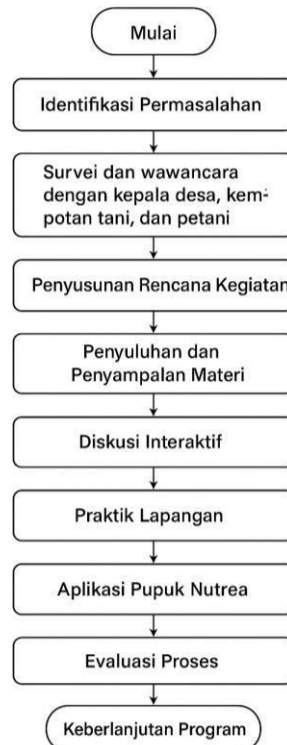 Mulai
Identifikasi Permasalahan
Survei dan wawancara
dengan kepala desa, kem-
potan tani, dan petani
Penyusunan Rencana Kegiatan
Penyuluhan dan
Penyampalan Materi
Diskusi Interaktif
Praktik Lapangan
Aplikasi Pupuk Nutrea
Evaluasi Proses
Keberlanjutan Program